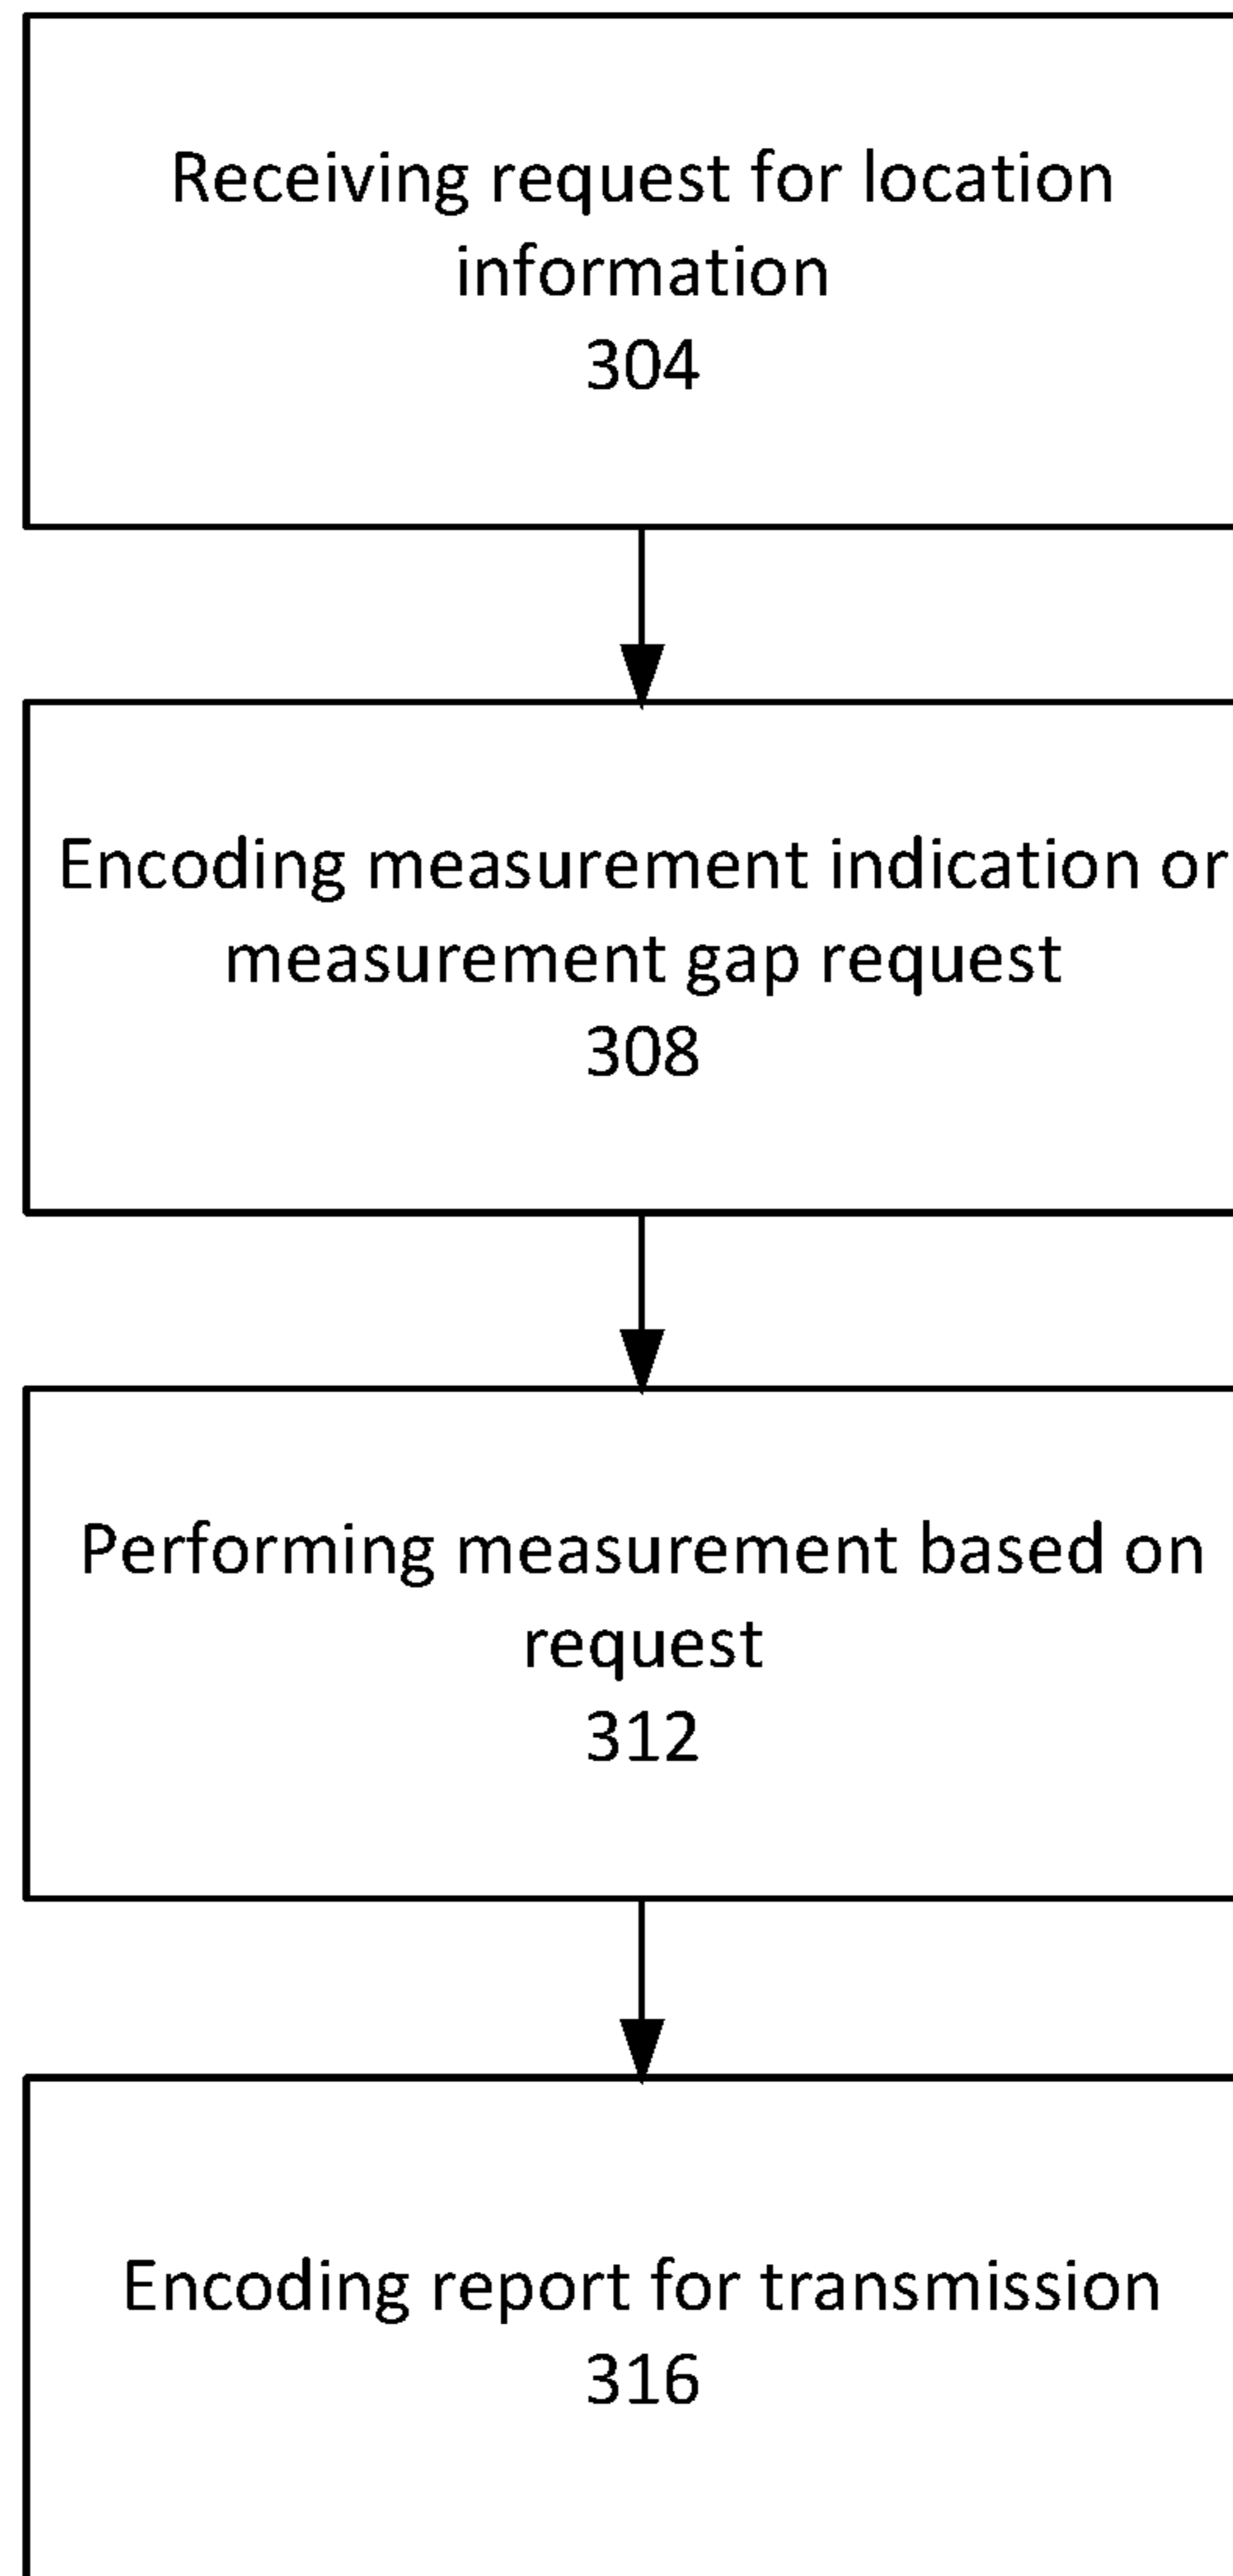 Receiving request for location
information
304
Encoding measurement indication or
measurement gap request
308
Performing measurement based on
request
312
Encoding report for transmission
316